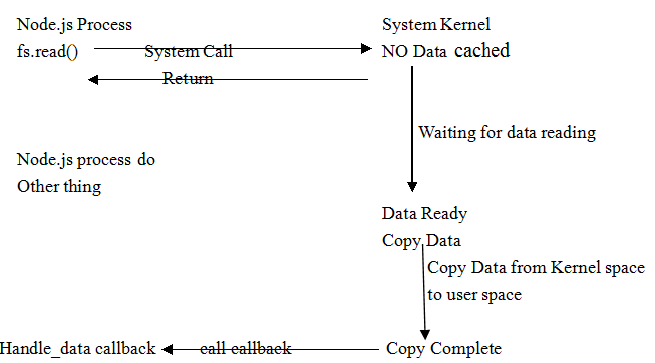 Node.js Process
System Kernel
fs.read()
System Call
NO Data cached
Return
Waiting for data reading
Node.js process do
Other thing
Data Ready
Copy Data
Copy Data from Kernel space
to user space
Handle_data callback
call callback
Copy Complete